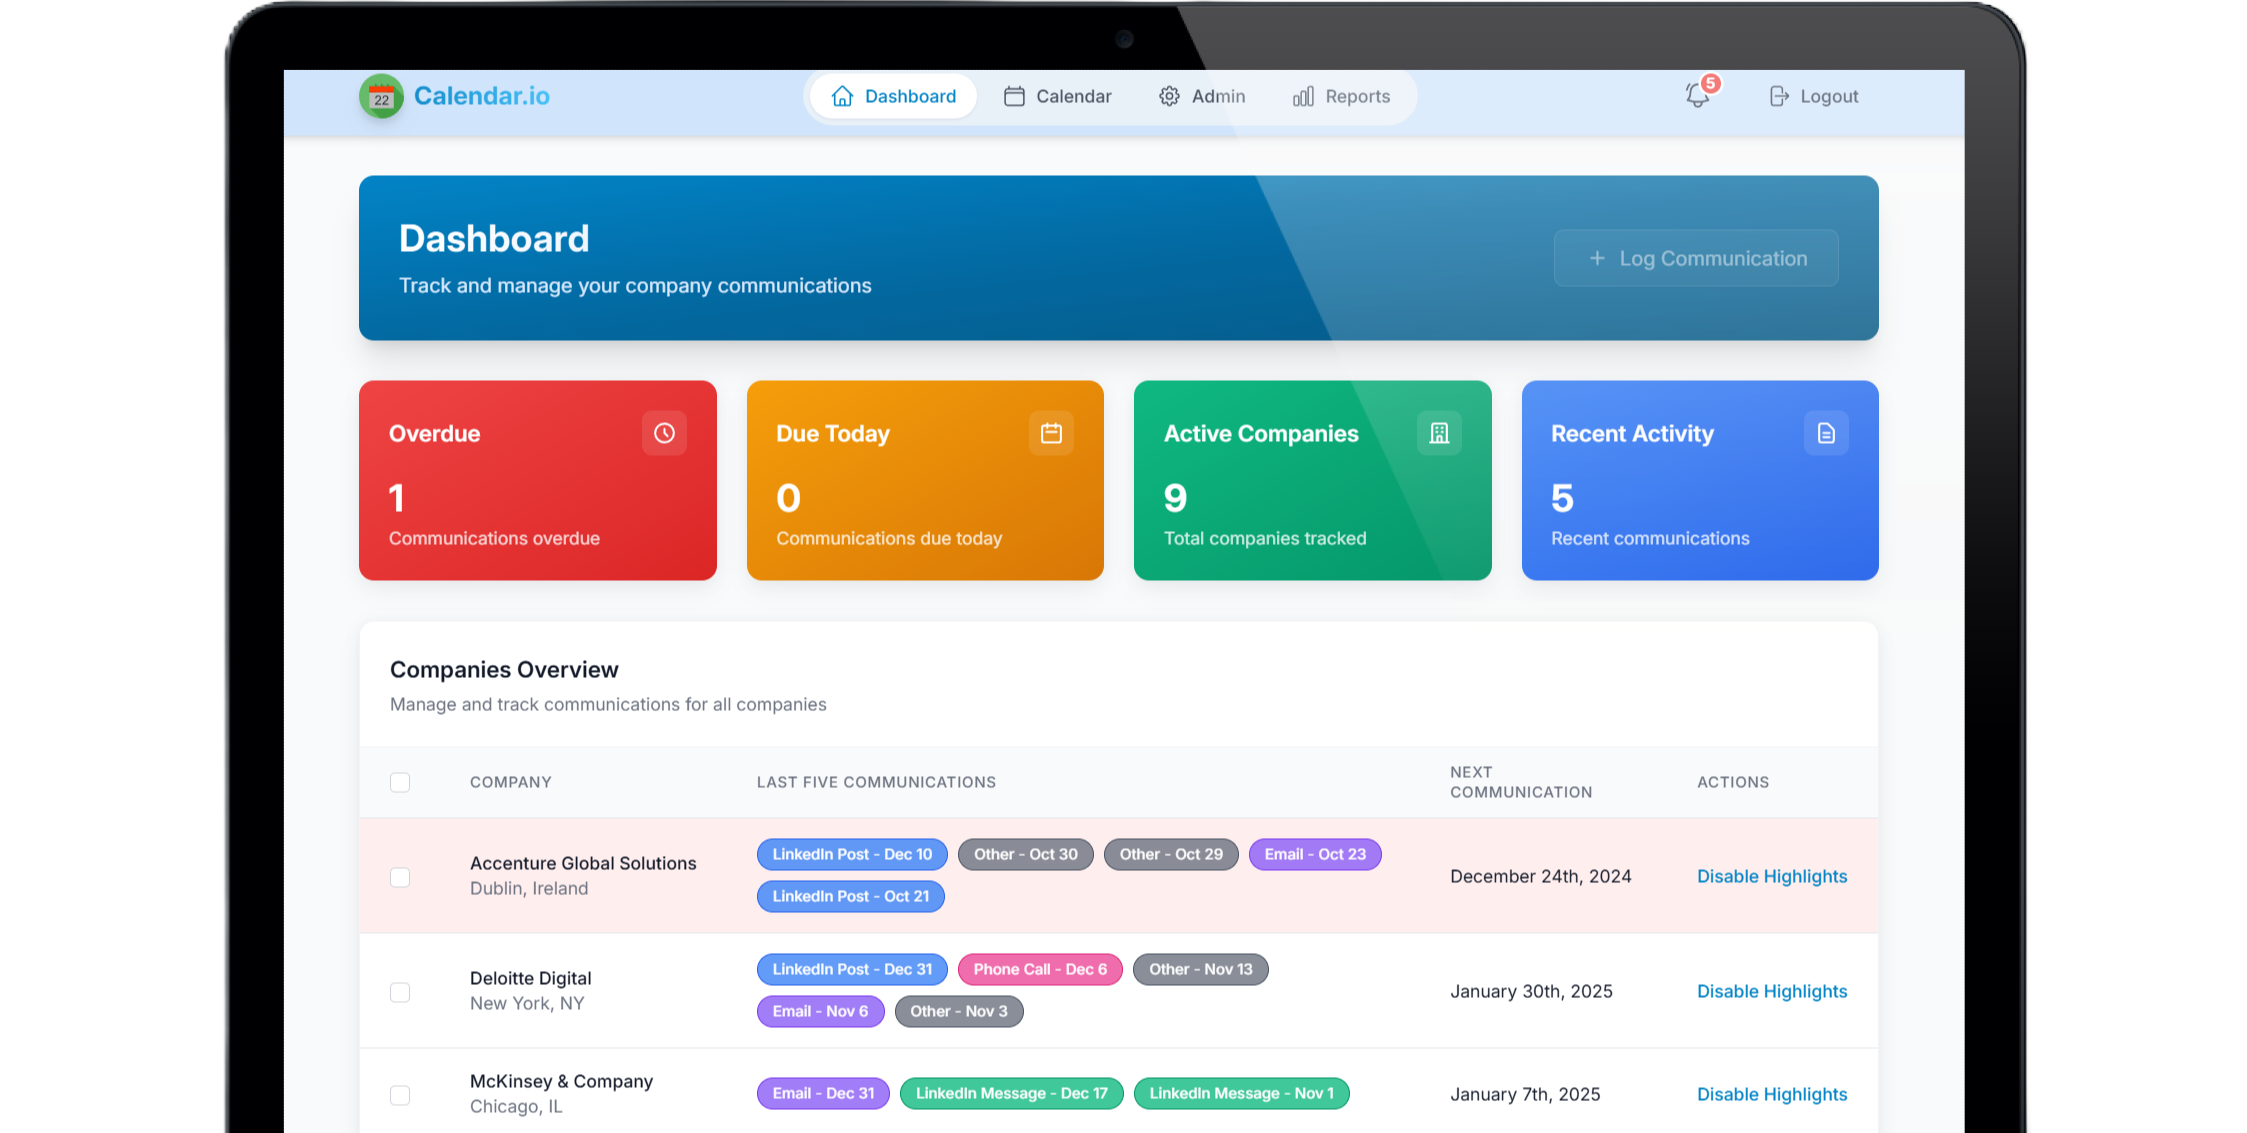 22 Calendar.io Dashboard Calendar Admin Reports 5 Logout
Dashboard
Track and manage your company communications
+ Log Communication
Overdue
1
Communications overdue
Due Today
0
Communications due today
Active Companies
9
Total companies tracked
Recent Activity
5
Recent communications
Companies Overview
Manage and track communications for all companies
COMPANY LAST FIVE COMMUNICATIONS NEXT COMMUNICATION ACTIONS
Accenture Global Solutions
Dublin, Ireland
LinkedIn Post - Dec 10 Other - Oct 30 Other - Oct 29 Email - Oct 23
LinkedIn Post - Oct 21
December 24th, 2024
Disable Highlights
Deloitte Digital
New York, NY
LinkedIn Post - Dec 31 Phone Call - Dec 6 Other - Nov 13
Email - Nov 6 Other - Nov 3
January 30th, 2025
Disable Highlights
McKinsey & Company
Chicago, IL
Email - Dec 31 LinkedIn Message - Dec 17 LinkedIn Message - Nov 1
January 7th, 2025
Disable Highlights